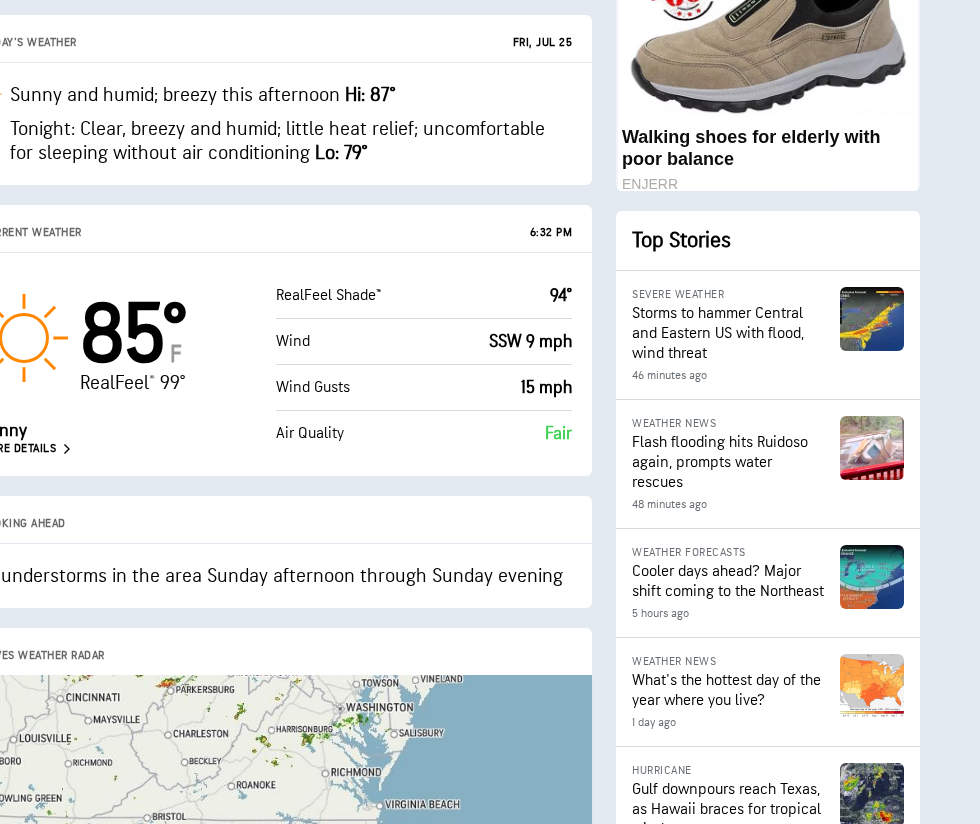 AY'S WEATHER
FRI, JUL 25
Sunny and humid; breezy this afternoon Hi: 87°
Tonight: Clear, breezy and humid; little heat relief; uncomfortable
for sleeping without air conditioning Lo: 79°
RRENT WEATHER
6:32 PM
85°
F
RealFeel® 99°
nny
RE DETAILS
RealFeel Shade™
94°
Wind
SSW 9 mph
Wind Gusts
15 mph
Air Quality
Fair
OKING AHEAD
understorms in the area Sunday afternoon through Sunday evening
VES WEATHER RADAR
CINCINNATI
PARKERSBURG
TOWSON
VINELAND
MAYSVILLE
WASHINGTON
LOUISVILLE
CHARLESTON
HARRISONBURG
SALISBURY
BORO
RICHMOND
BECKLEY
RICHMOND
ROANOKE
OWLING GREEN
VIRGINIA BEACH
BRISTOL
Walking shoes for elderly with
poor balance
ENJERR
Top Stories
SEVERE WEATHER
Storms to hammer Central
and Eastern US with flood,
wind threat
46 minutes ago
WEATHER NEWS
Flash flooding hits Ruidoso
again, prompts water
rescues
48 minutes ago
WEATHER FORECASTS
Cooler days ahead? Major
shift coming to the Northeast
5 hours ago
WEATHER NEWS
What's the hottest day of the
year where you live?
1 day ago
HURRICANE
Gulf downpours reach Texas,
as Hawaii braces for tropical